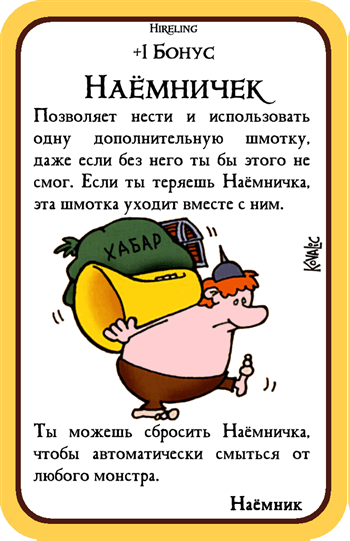 Hireling
+1 Бонус
Наёмничек
Позволяет нести и использовать
одну дополнительную шмотку,
даже если без него ты бы этого не
смог. Если ты теряешь Наёмничка,
эта шмотка уходит вместе с ним.
ХАБАР
Kovalic
Ты можешь сбросить Наёмничка,
чтобы автоматически смыться от
любого монстра.
Наёмник